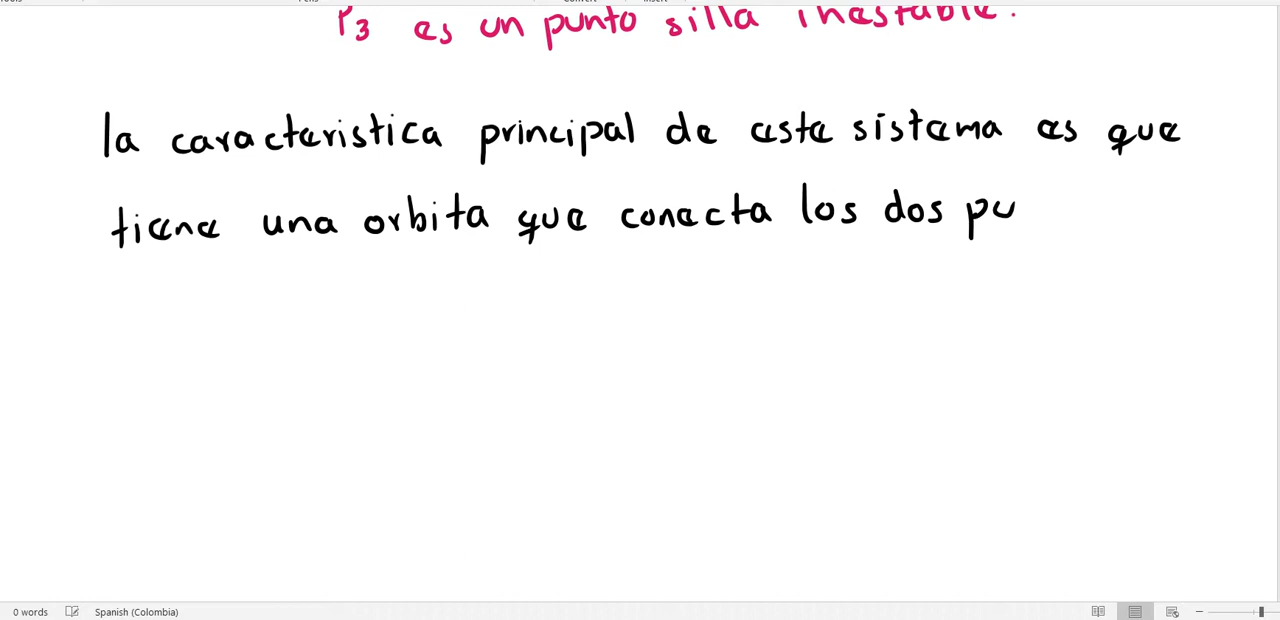 P3 es un punto silla inestable.
la caracteristica principal de este sistema es que
tiene una orbita que conecta los dos pu
0 words Spanish (Colombia)